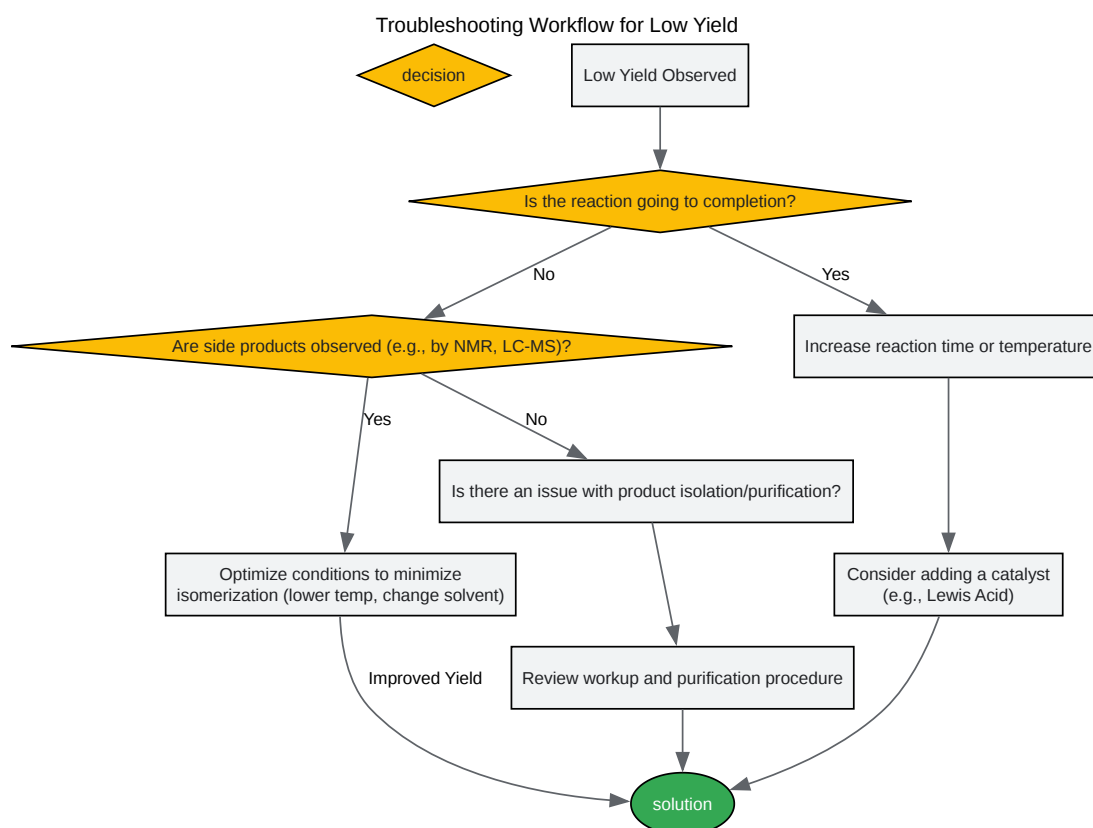 Troubleshooting Workflow for Low Yield
decision
Low Yield Observed
Is the reaction going to completion?
No
Yes
Are side products observed (e.g., by NMR, LC-MS)?
Increase reaction time or temperature
Yes
No
Is there an issue with product isolation/purification?
Optimize conditions to minimize
isomerization (lower temp, change solvent)
Consider adding a catalyst
(e.g., Lewis Acid)
Improved Yield
Review workup and purification procedure
solution